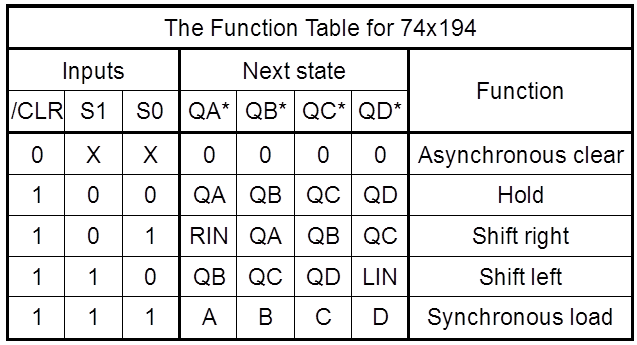 The Function Table for 74x194
Inputs Next state Function
/CLR S1 S0 QA* QB* QC* QD*
0 X X 0 0 0 0 Asynchronous clear
1 0 0 QA QB QC QD Hold
1 0 1 RIN QA QB QC Shift right
1 1 0 QB QC QD LIN Shift left
1 1 1 A B C D Synchronous load